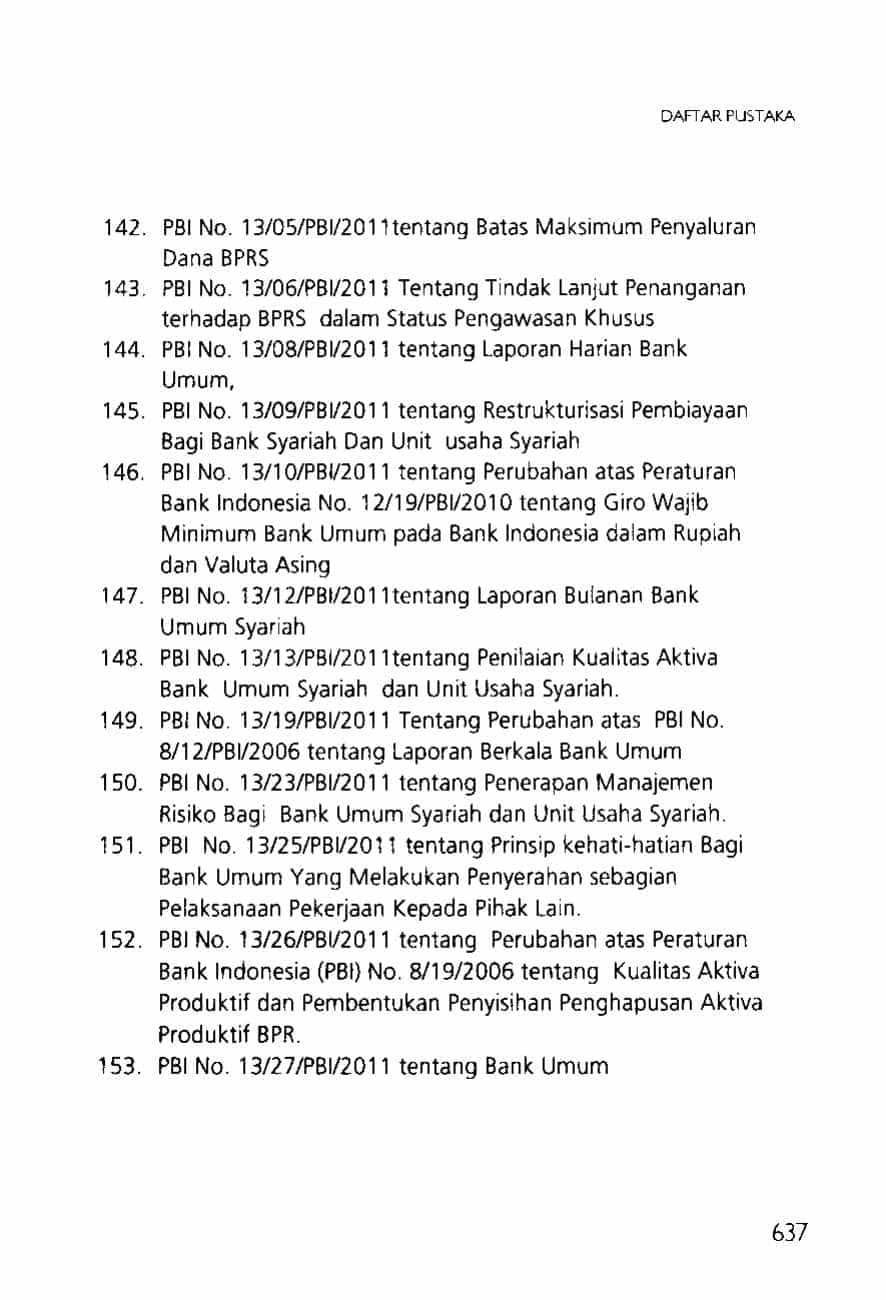 DAFTAR PUSTAKA
142. PBI No. 13/05/PBI/2011tentang Batas Maksimum Penyaluran
Dana BPRS
143. PBI No. 13/06/PBI/2011 Tentang Tindak Lanjut Penanganan
terhadap BPRS dalam Status Pengawasan Khusus
144. PBI No. 13/08/PBI/2011 tentang Laporan Harian Bank
Umum,
145. PBI No. 13/09/PBI/2011 tentang Restrukturisasi Pembiayaan
Bagi Bank Syariah Dan Unit usaha Syariah
146. PBI No. 13/10/PBI/2011 tentang Perubahan atas Peraturan
Bank Indonesia No. 12/19/PBI/2010 tentang Giro Wajib
Minimum Bank Umum pada Bank Indonesia dalam Rupiah
dan Valuta Asing
147. PBI No. 13/12/PBI/2011tentang Laporan Bulanan Bank
Umum Syariah
148. PBI No. 13/13/PBI/2011tentang Penilaian Kualitas Aktiva
Bank Umum Syariah dan Unit Usaha Syariah.
149. PBI No. 13/19/PBI/2011 Tentang Perubahan atas PBI No.
8/12/PBI/2006 tentang Laporan Berkala Bank Umum
150. PBI No. 13/23/PBI/2011 tentang Penerapan Manajemen
Risiko Bagi Bank Umum Syariah dan Unit Usaha Syariah.
151. PBI No. 13/25/PBI/2011 tentang Prinsip kehati-hatian Bagi
Bank Umum Yang Melakukan Penyerahan sebagian
Pelaksanaan Pekerjaan Kepada Pihak Lain.
152. PBI No. 13/26/PBI/2011 tentang Perubahan atas Peraturan
Bank Indonesia (PBI) No. 8/19/2006 tentang Kualitas Aktiva
Produktif dan Pembentukan Penyisihan Penghapusan Aktiva
Produktif BPR.
153. PBI No. 13/27/PBI/2011 tentang Bank Umum
637